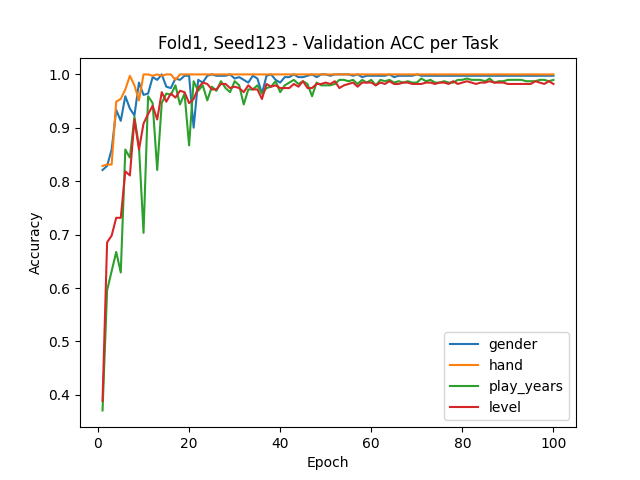 Fold1, Seed123 - Validation ACC per Task
Accuracy
1.0
0.9
0.8
0.7
0.6
0.5
0.4
0
20
40
60
80
100
Epoch
gender
hand
play_years
level